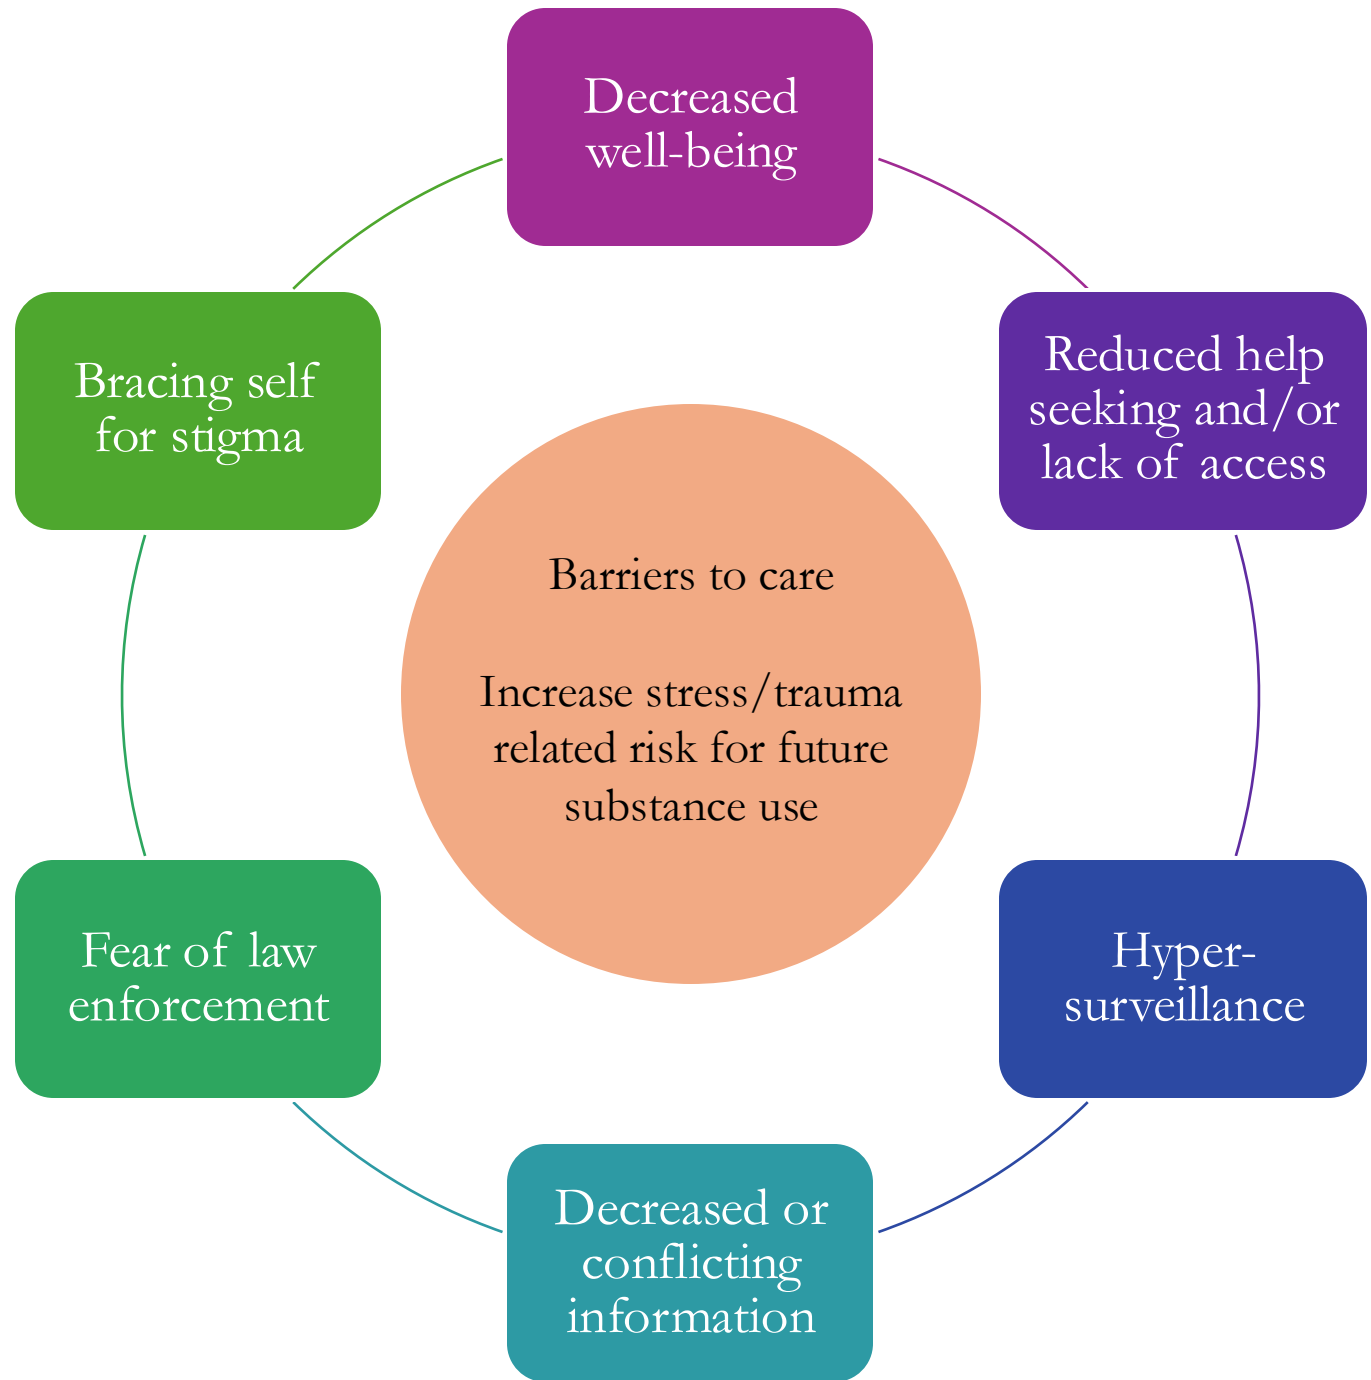 Decreased
well-being
Reduced help
seeking and/or
lack of access
Hyper-
surveillance
Decreased or
conflicting
information
Fear of law
enforcement
Bracing self
for stigma
Barriers to care
Increase stress/trauma
related risk for future
substance use